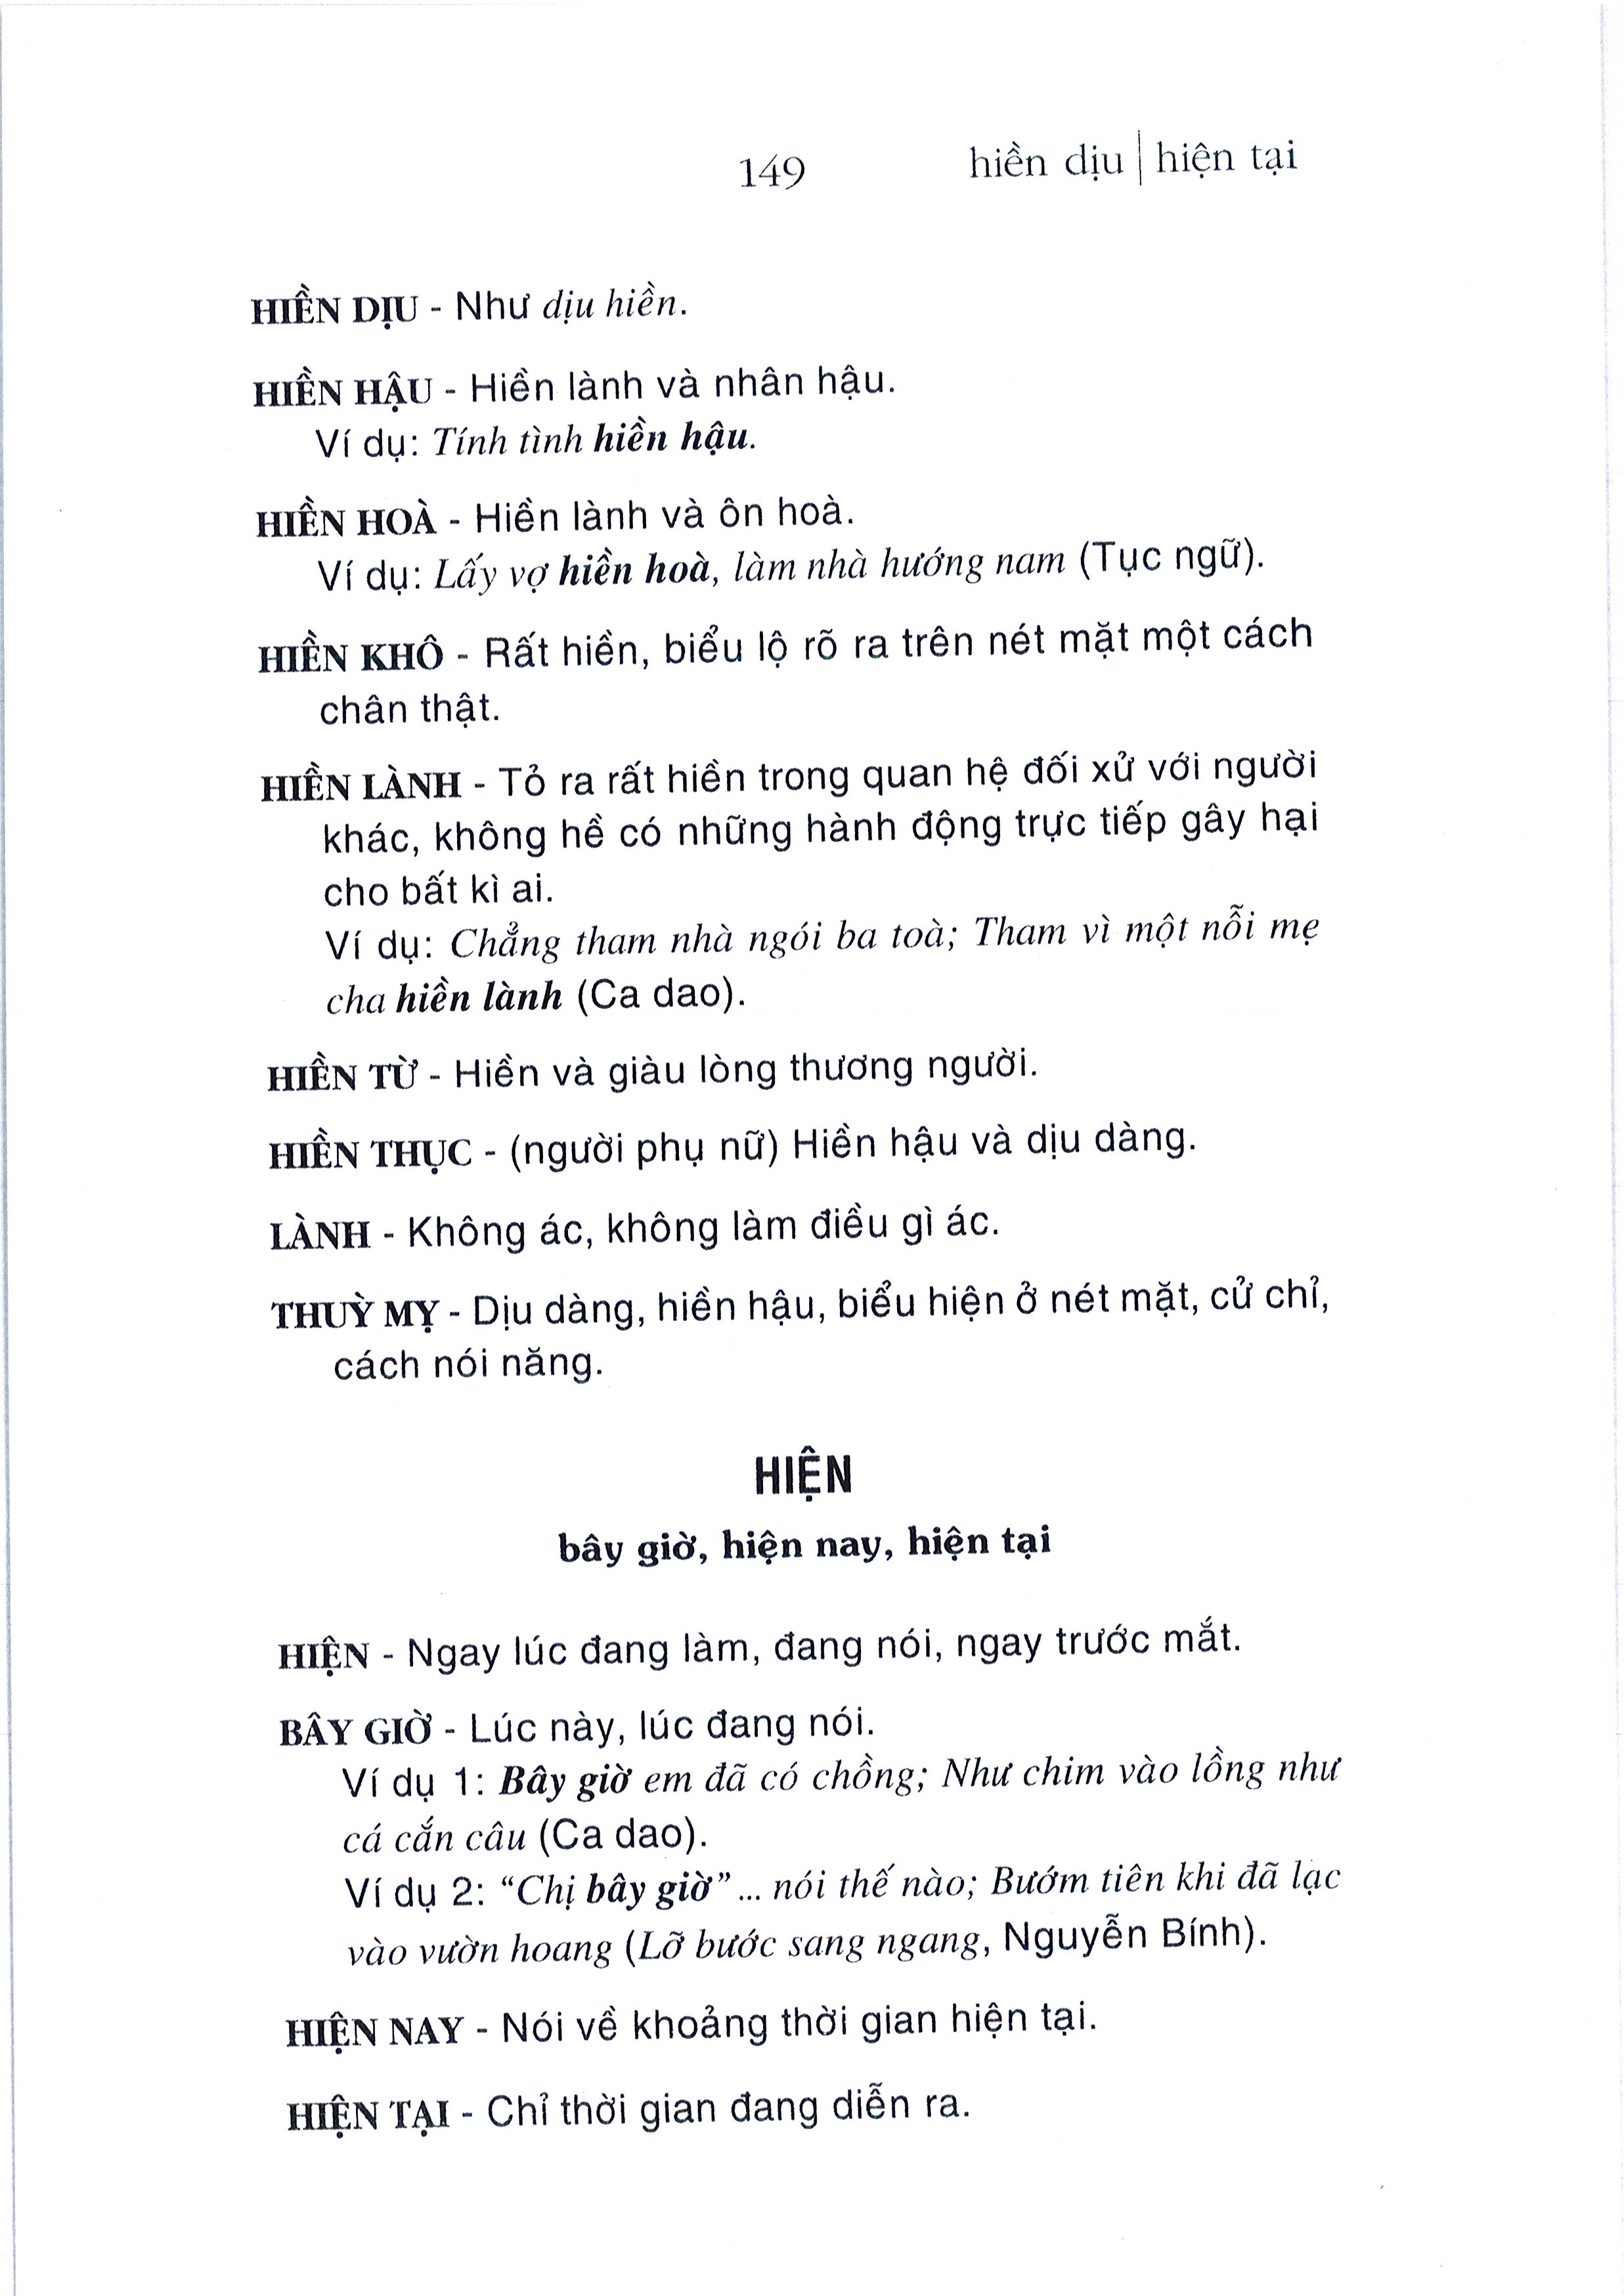 149
hiền dịu | hiện tại
HIỀN DỊU - Như dịu hiền.
HIỀN HẬU - Hiền lành và nhân hậu.
Ví dụ: Tính tình hiền hậu.
HIỀN HOÀ - Hiền lành và ôn hoà.
Ví dụ: Lấy vợ hiền hoà, làm nhà hướng nam (Tục ngữ).
HIỀN KHÔ - Rất hiền, biểu lộ rõ ra trên nét mặt một cách
chân thật.
HIỀN LÀNH - Tỏ ra rất hiền trong quan hệ đối xử với người
khác, không hề có những hành động trực tiếp gây hại
cho bất kì ai.
Ví dụ: Chẳng tham nhà ngói ba toà; Tham vì một nỗi mẹ
cha hiền lành (Ca dao).
HIỀN TỪ - Hiền và giàu lòng thương người.
HIỀN THỤC - (người phụ nữ) Hiền hậu và dịu dàng.
LÀNH - Không ác, không làm điều gì ác.
THUỲ MỊ - Dịu dàng, hiền hậu, biểu hiện ở nét mặt, cử chỉ,
cách nói năng.
HIỆN
bây giờ, hiện nay, hiện tại
HIỆN - Ngay lúc đang làm, đang nói, ngay trước mắt.
BÂY GIỜ - Lúc này, lúc đang nói.
Ví dụ 1: Bây giờ em đã có chồng; Như chim vào lồng như
cá cắn câu (Ca dao).
Ví dụ 2: “Chị bây giờ”... nói thế nào; Bướm tiên khi đã lạc
vào vườn hoang (Lỡ bước sang ngang, Nguyễn Bính).
HIỆN NAY - Nói về khoảng thời gian hiện tại.
HIỆN TẠI - Chỉ thời gian đang diễn ra.